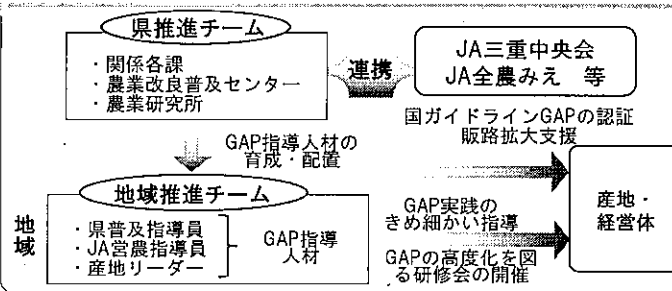 県推進チーム
・関係各課
・農業改良普及センター
・農業研究所
連携
JA三重中央会
JA全農みえ　等
国ガイドラインGAPの認証
販路拡大支援
GAP指導人材の
育成・配置
地域推進チーム
地域
・県普及指導員
・JA営農指導員
・産地リーダー
GAP指導
人材
GAP実践の
きめ細かい指導
GAPの高度化を図
る研修会の開催
産地・
経営体